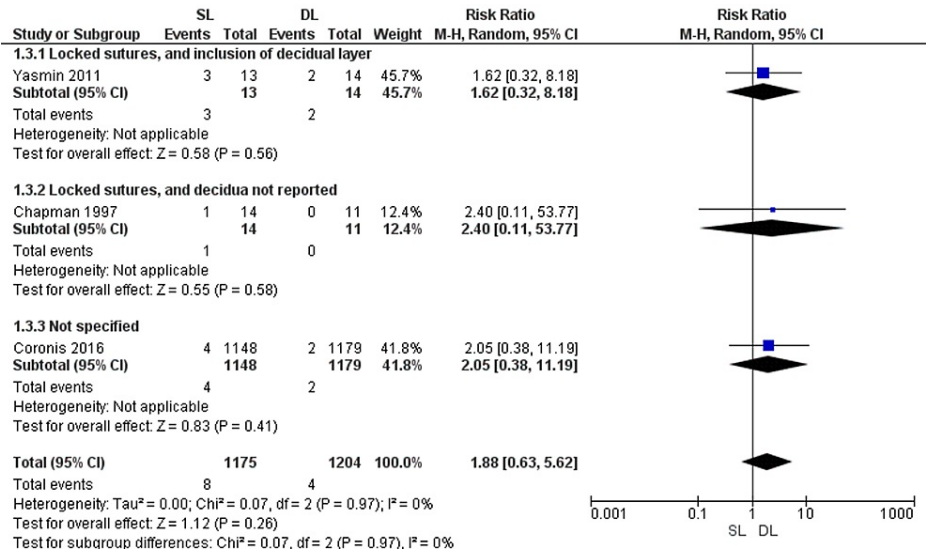 SL DL Risk Ratio Risk Ratio
Study or Subgroup Events Total Events Total Weight M-H, Random, 95% CI M-H, Random, 95% CI
1.3.1 Locked sutures, and inclusion of decidual layer
Yasmin 2011 3 13 2 14 45.7% 1.62 [0.32, 8.18]
Subtotal (95% CI) 13 14 45.7% 1.62 [0.32, 8.18]
Total events 3 2
Heterogeneity: Not applicable
Test for overall effect: Z = 0.58 (P = 0.56)
1.3.2 Locked sutures, and decidua not reported
Chapman 1997 1 14 0 11 12.4% 2.40 [0.11, 53.77]
Subtotal (95% CI) 14 11 12.4% 2.40 [0.11, 53.77]
Total events 1 0
Heterogeneity: Not applicable
Test for overall effect: Z = 0.55 (P = 0.58)
1.3.3 Not specified
Coronis 2016 4 1148 2 1179 41.8% 2.05 [0.38, 11.19]
Subtotal (95% CI) 1148 1179 41.8% 2.05 [0.38, 11.19]
Total events 4 2
Heterogeneity: Not applicable
Test for overall effect: Z = 0.83 (P = 0.41)
Total (95% CI) 1175 1204 100.0% 1.88 [0.63, 5.62]
Total events 8 4
Heterogeneity: Tau² = 0.00; Chi² = 0.07, df = 2 (P = 0.97); I² = 0%
Test for overall effect: Z = 1.12 (P = 0.26)
Test for subgroup differences: Chi² = 0.07, df = 2 (P = 0.97), I² = 0%
0.001 0.1 1 10 1000
SL DL